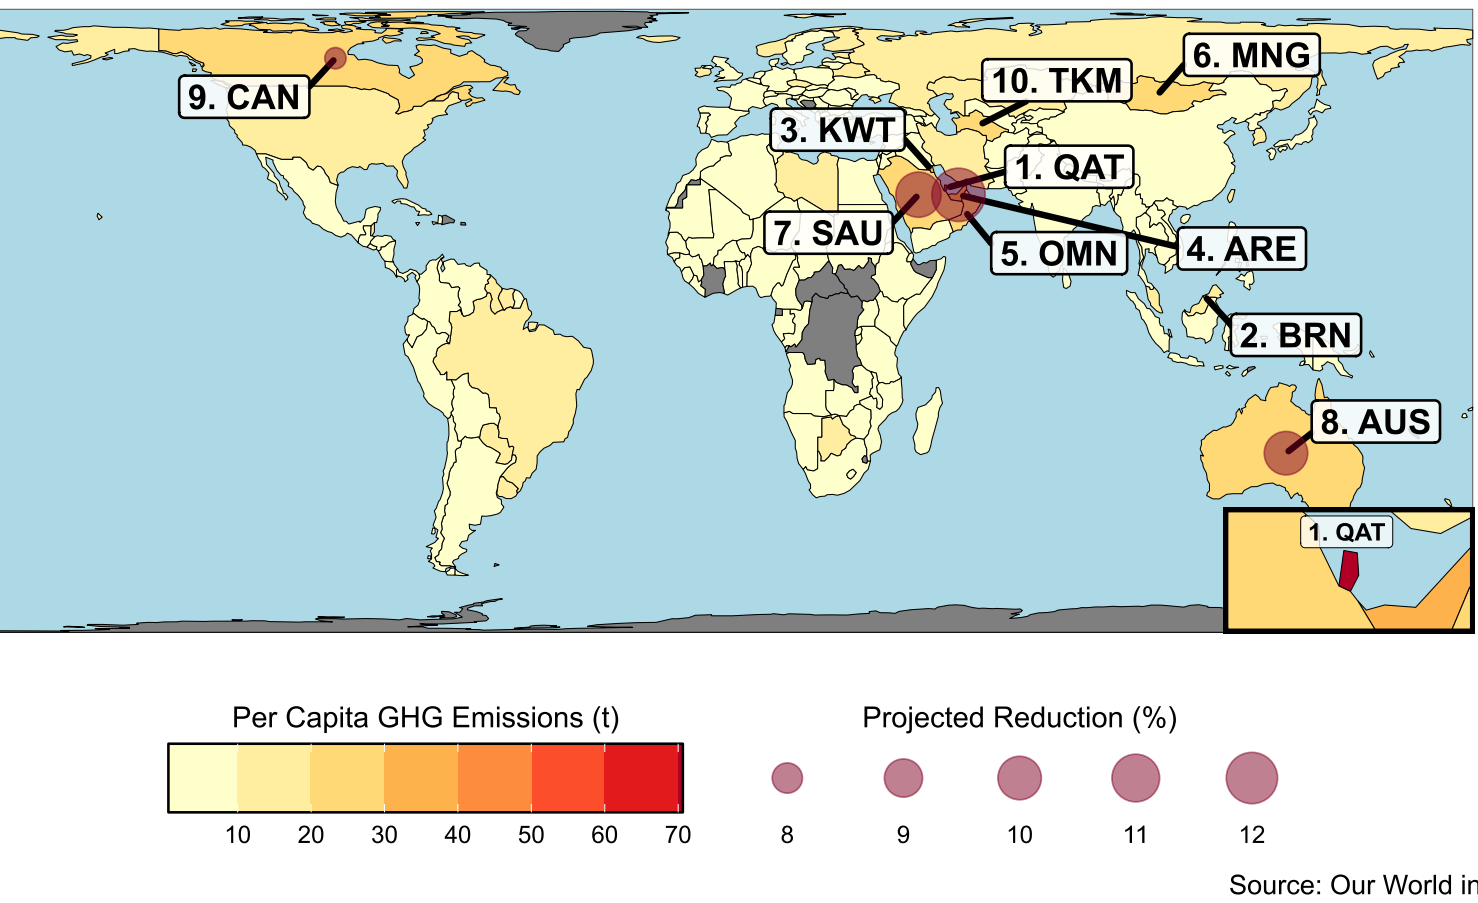 6. MNG
10. TKM
9. CAN
3. KWT
1. QAT
7. SAU
5. OMN
4. ARE
2. BRN
8. AUS
1. QAT
Per Capita GHG Emissions (t)
10 20 30 40 50 60 70
Projected Reduction (%)
8 9 10 11 12
Source: Our World in